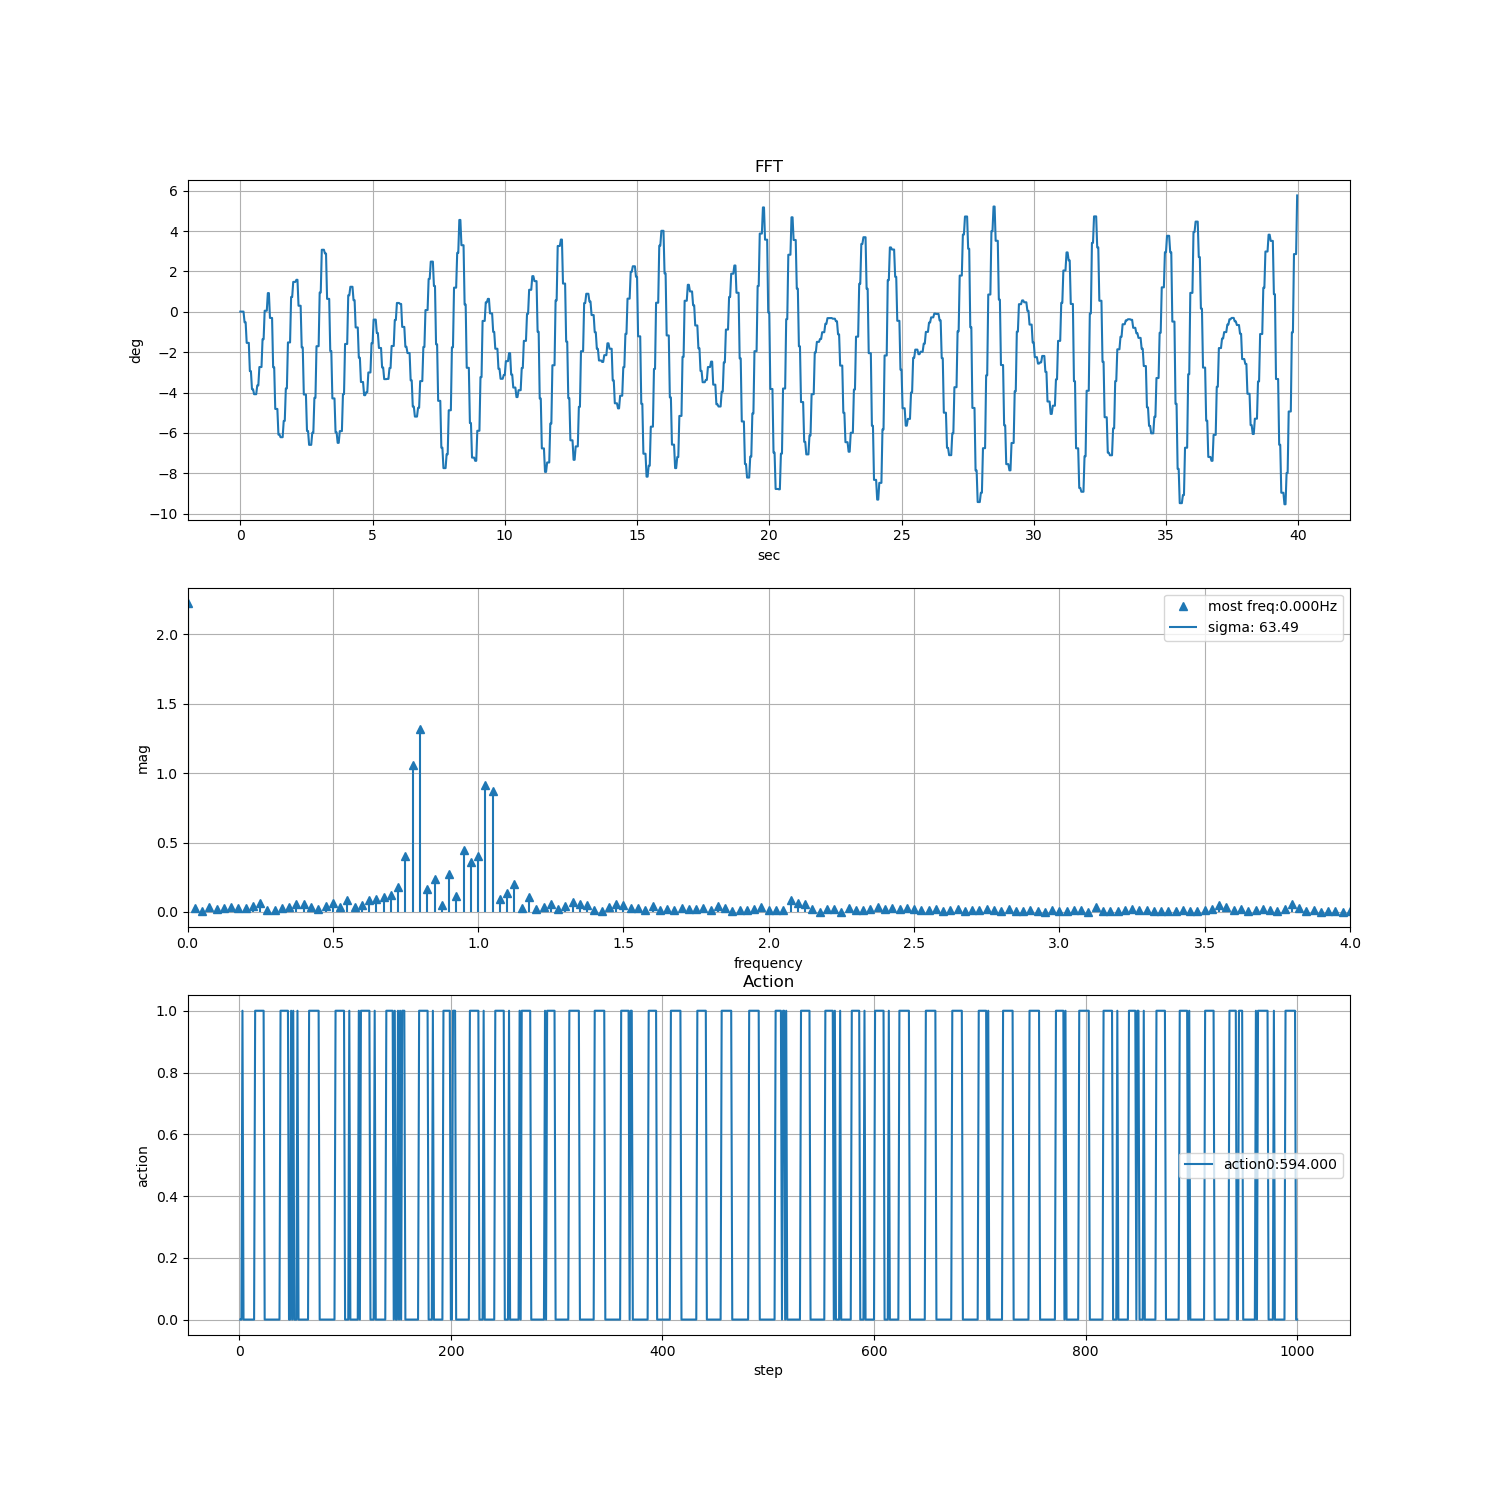 FFT
6
4
2
0
−2
−4
−6
−8
−10
deg
0 5 10 15 20 25 30 35 40
sec
most freq:0.000Hz
sigma: 63.49
2.0
1.5
1.0
0.5
0.0
mag
0.0 0.5 1.0 1.5 2.0 2.5 3.0 3.5 4.0
frequency
Action
1.0
0.8
0.6
0.4
0.2
0.0
action
action0:594.000
0 200 400 600 800 1000
step